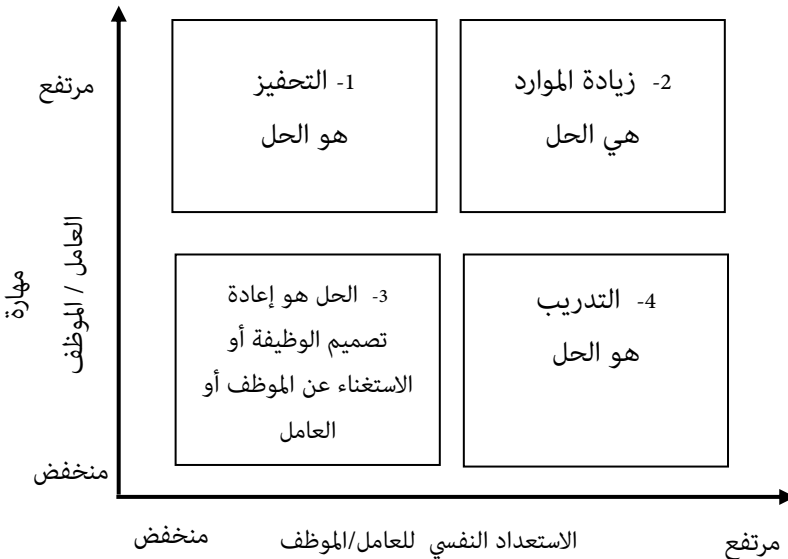 مرتفع
1- التحفيز
هو الحل
2- زيادة الموارد
هي الحل
مهارة
العامل / الموظف
3- الحل هو إعادة
تصميم الوظيفة أو
الاستغناء عن الموظف أو
العامل
4- التدريب
هو الحل
منخفض
منخفض
الاستعداد النفسي للعامل/الموظف
مرتفع